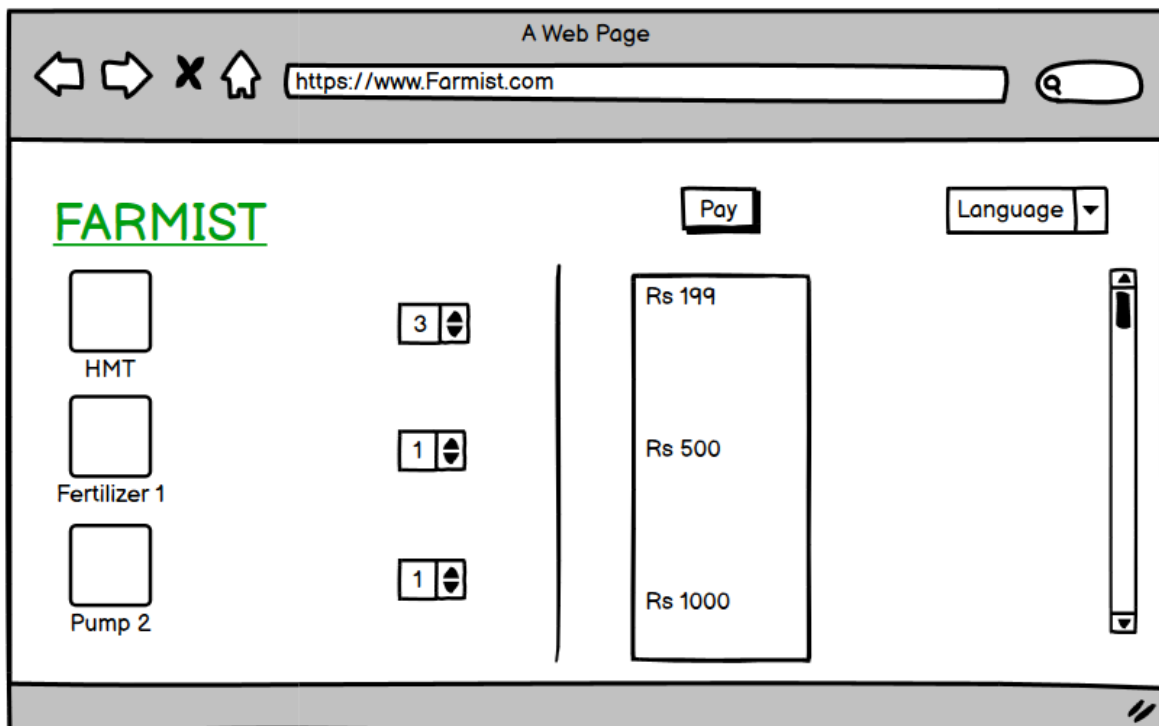 A Web Page
https://www.Farmist.com
FARMIST
Pay
Language
HMT
3
Rs 199
Fertilizer 1
1
Rs 500
Pump 2
1
Rs 1000